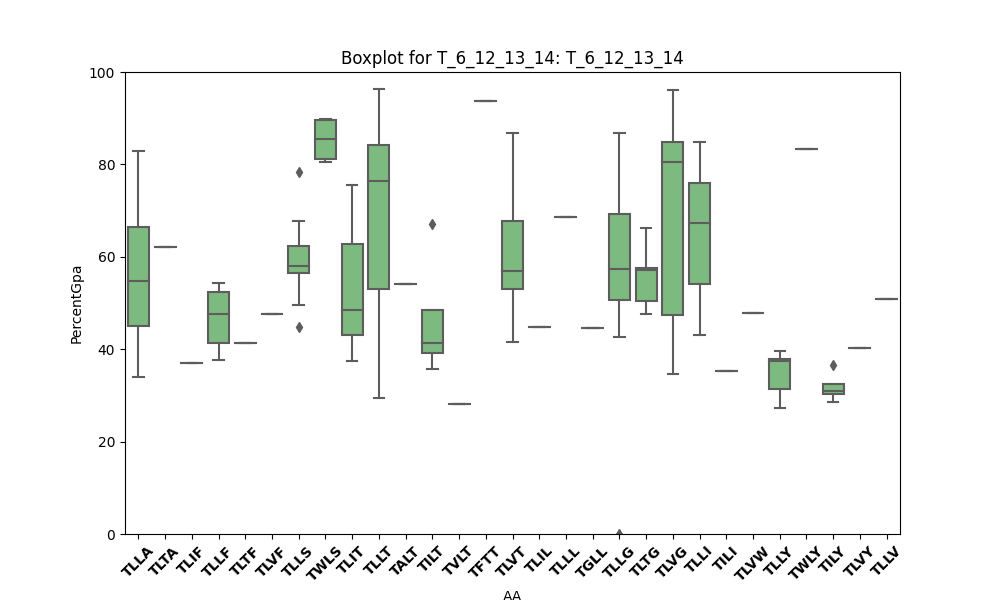 Boxplot for T_6_12_13_14: T_6_12_13_14
100
80
60
40
20
0
PercentGpa
TLLA TLTA TLIF TLLF TLTF TLVF TLLS TWLS TLIT TLLT TALT TILT TVLT TFTT TLVT TLIL TLLL TGLL TLLG TLTG TLVG TLLI TILI TLVW TLLY TWLY TILY TLVY TLLV
AA